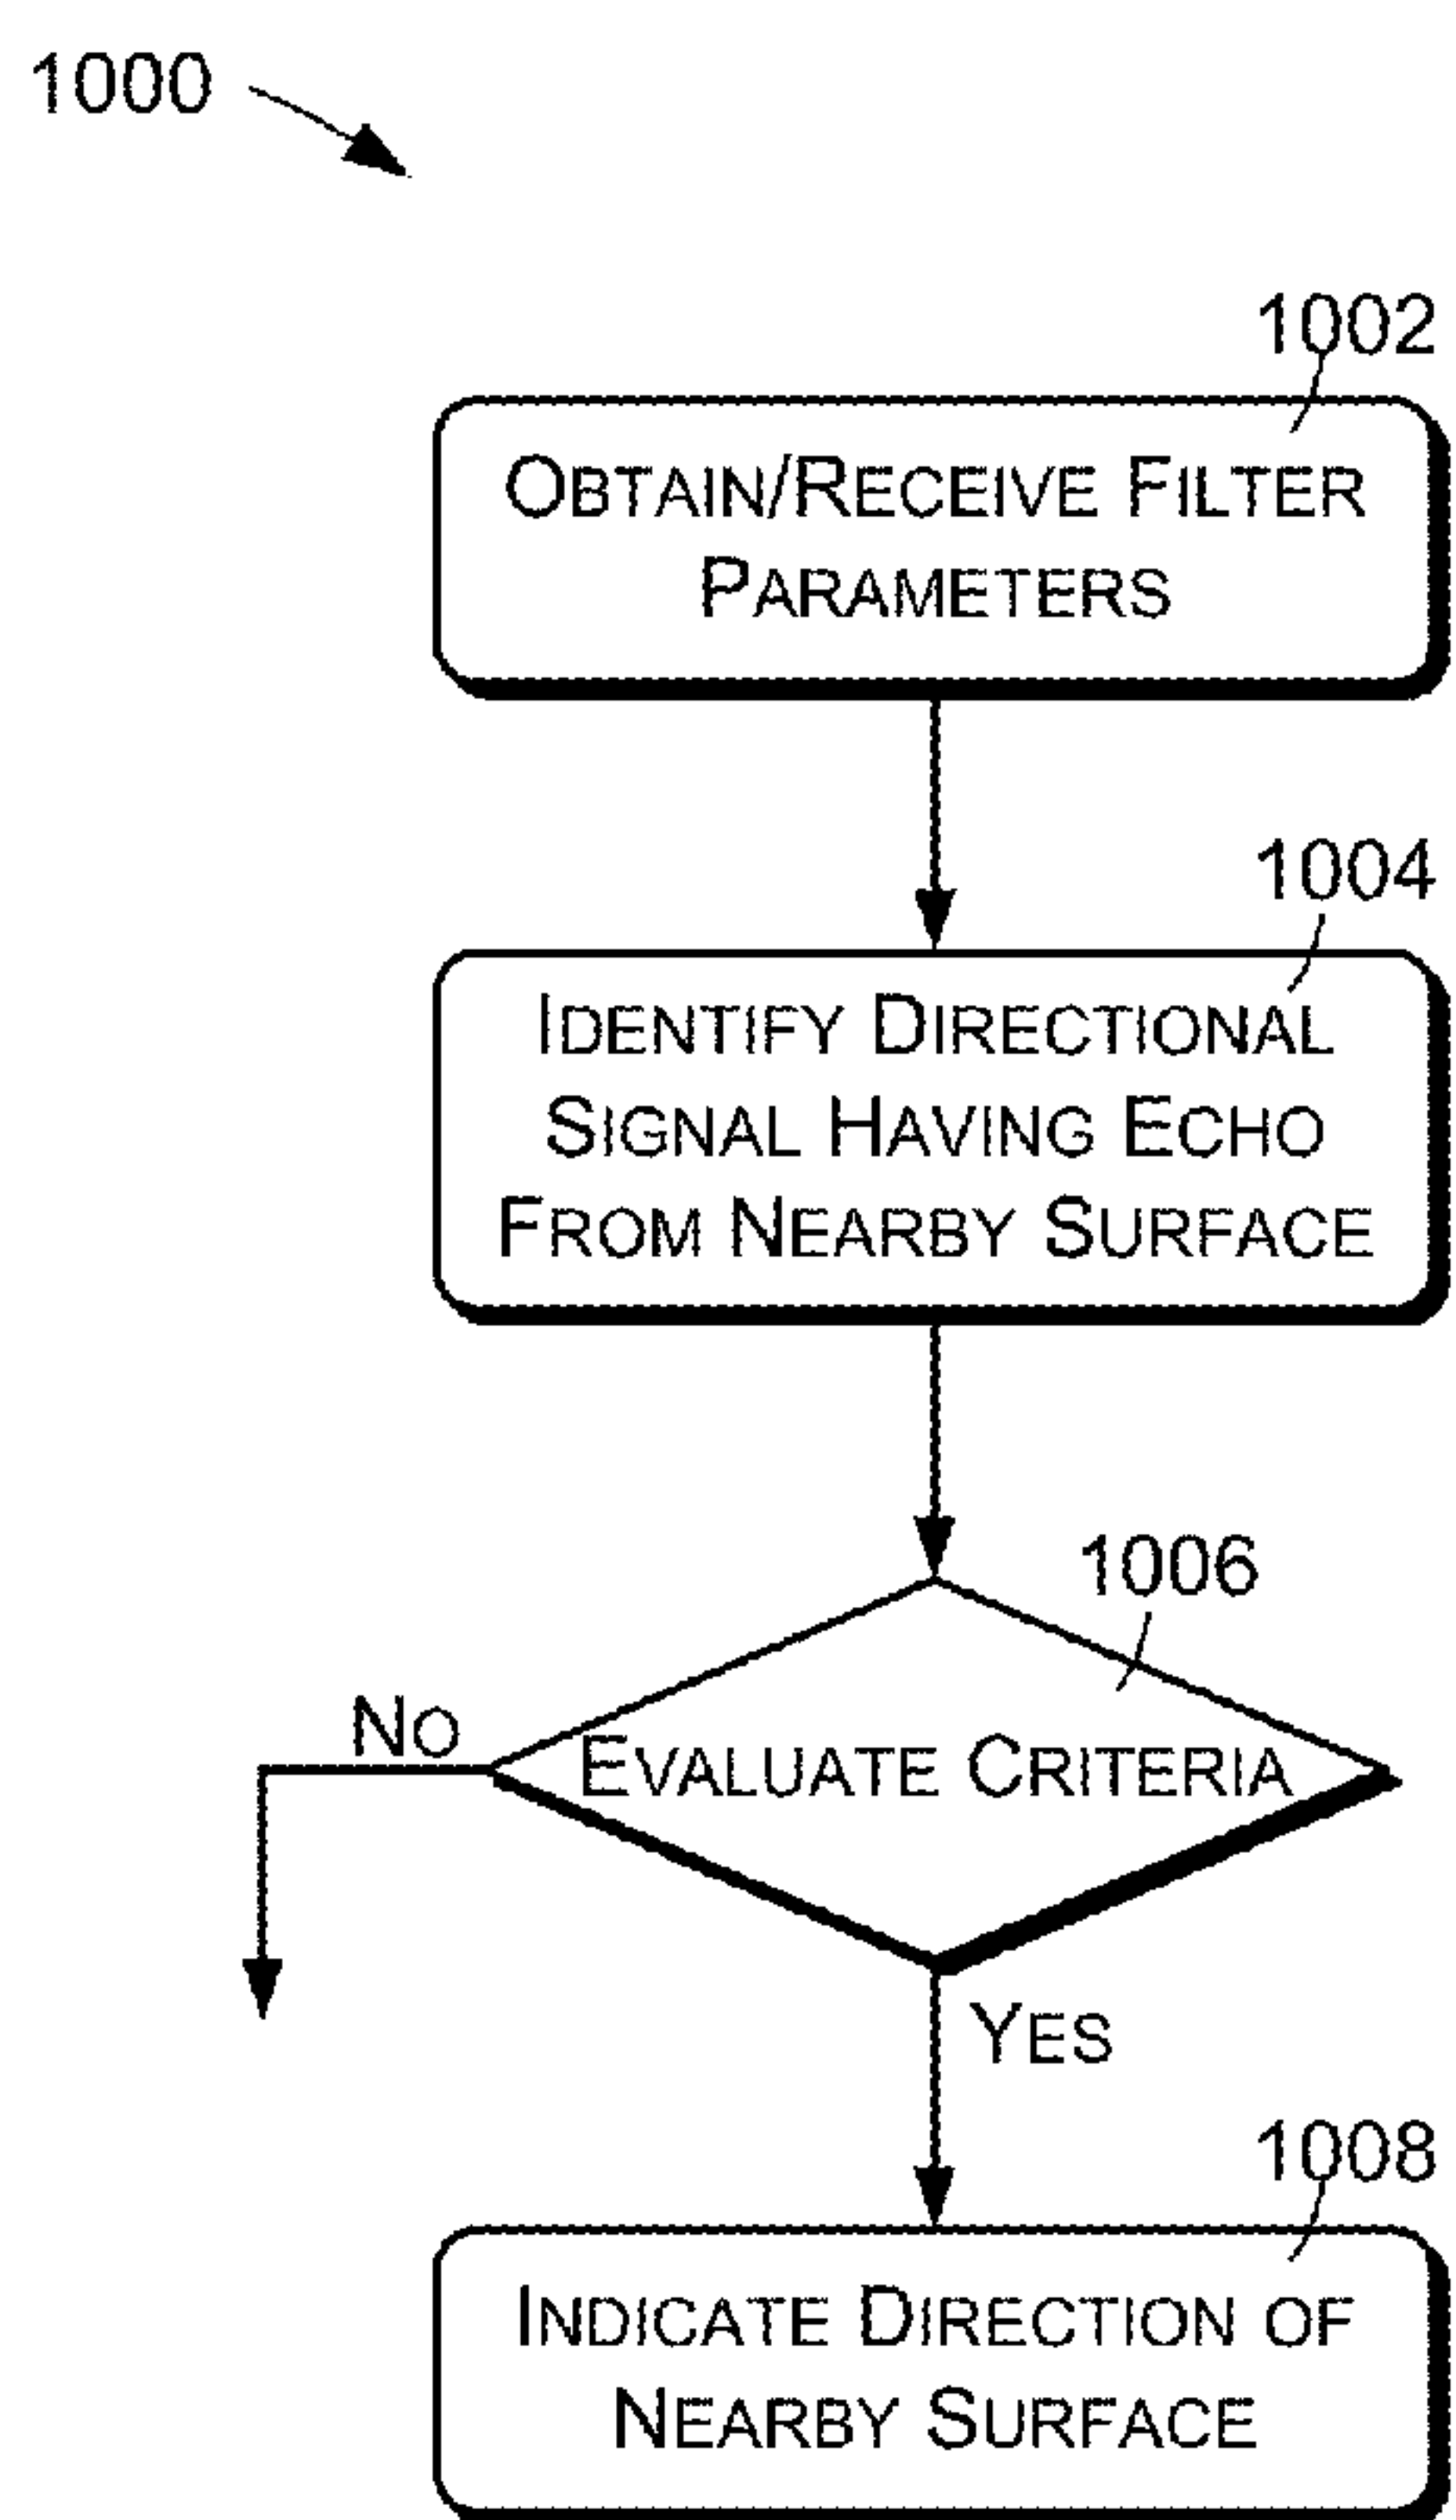 1000
1002
OBTAIN/RECEIVE FILTER
PARAMETERS
1004
IDENTIFY DIRECTIONAL
SIGNAL HAVING ECHO
FROM NEARBY SURFACE
1006
NO
EVALUATE CRITERIA
YES
1008
INDICATE DIRECTION OF
NEARBY SURFACE